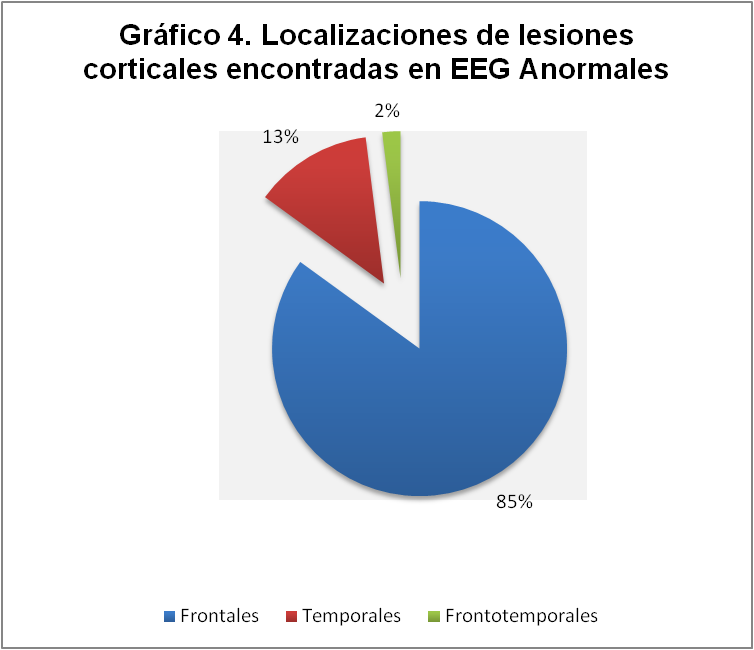 Gráfico 4. Localizaciones de lesiones
corticales encontradas en EEG Anormales
2%
13%
85%
Frontales Temporales Frontotemporales